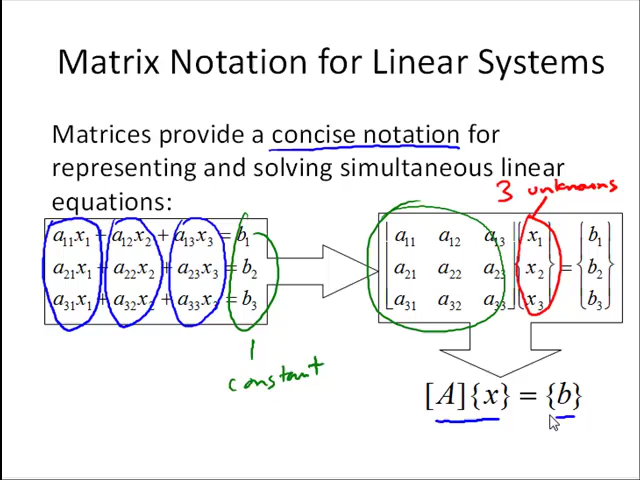 Matrix Notation for Linear Systems
Matrices provide a concise notation for
representing and solving simultaneous linear
equations:
3 unknowns
a₁₁x₁ + a₁₂x₂ + a₁₃x₃ = b₁
a₂₁x₁ + a₂₂x₂ + a₂₃x₃ = b₂
a₃₁x₁ + a₃₂x₂ + a₃₃x₃ = b₃
[a₁₁ a₁₂ a₁₃] {x₁} {b₁}
[a₂₁ a₂₂ a₂₃] {x₂} = {b₂}
[a₃₁ a₃₂ a₃₃] {x₃} {b₃}
constant
[A]{x} = {b}